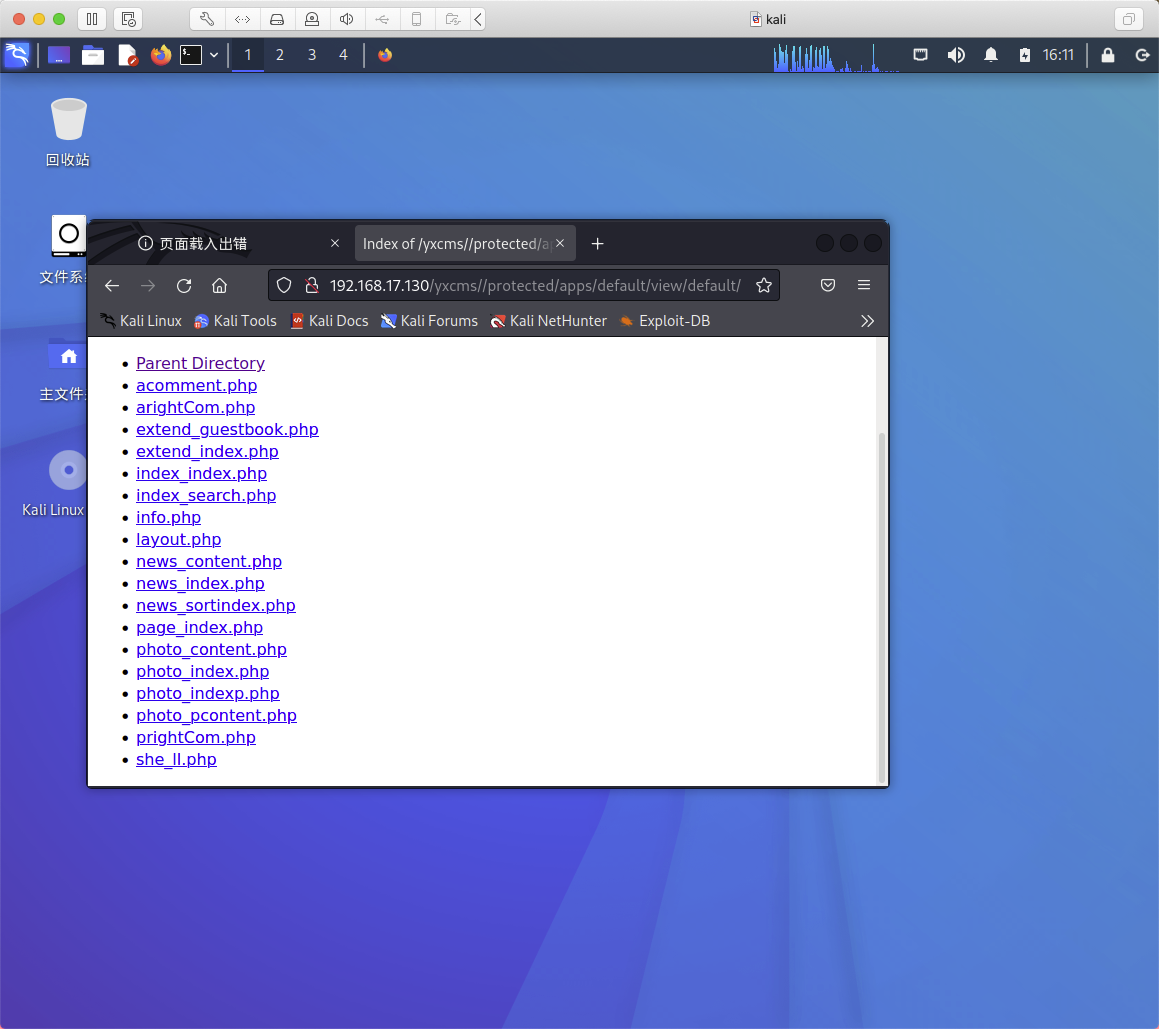 kali
1 2 3 4 16:11
回收站
页面载入出错 Index of /yxcms//protected/a
文件系
192.168.17.130/yxcms//protected/apps/default/view/default/
Kali Linux Kali Tools Kali Docs Kali Forums Kali NetHunter Exploit-DB
主文件
Kali Linux
Parent Directory
acomment.php
arightCom.php
extend_guestbook.php
extend_index.php
index_index.php
index_search.php
info.php
layout.php
news_content.php
news_index.php
news_sortindex.php
page_index.php
photo_content.php
photo_index.php
photo_indexp.php
photo_pcontent.php
prightCom.php
she_ll.php